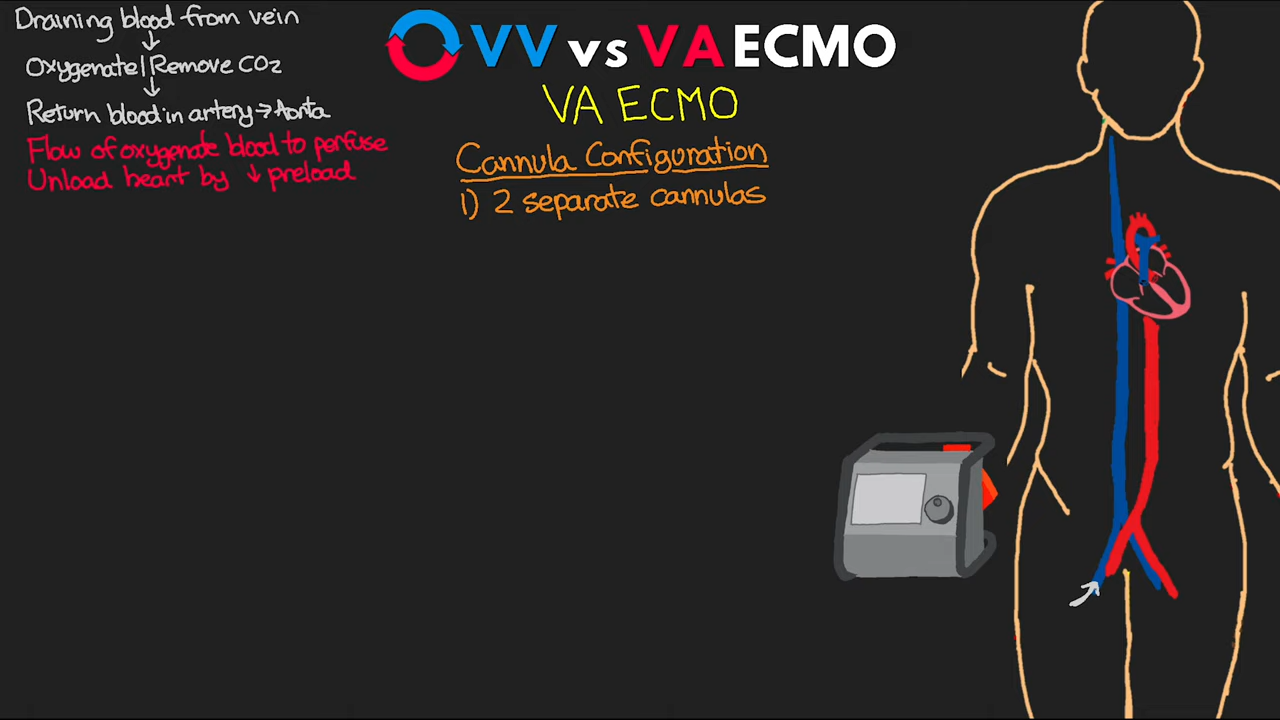 Draining blood from vein
Oxygenate/Remove CO2
Return blood in artery → Aorta
Flow of oxygenate blood to perfuse
Unload heart by ↓ preload
VV vs VA ECMO
VA ECMO
Cannula Configuration
1) 2 separate cannulas